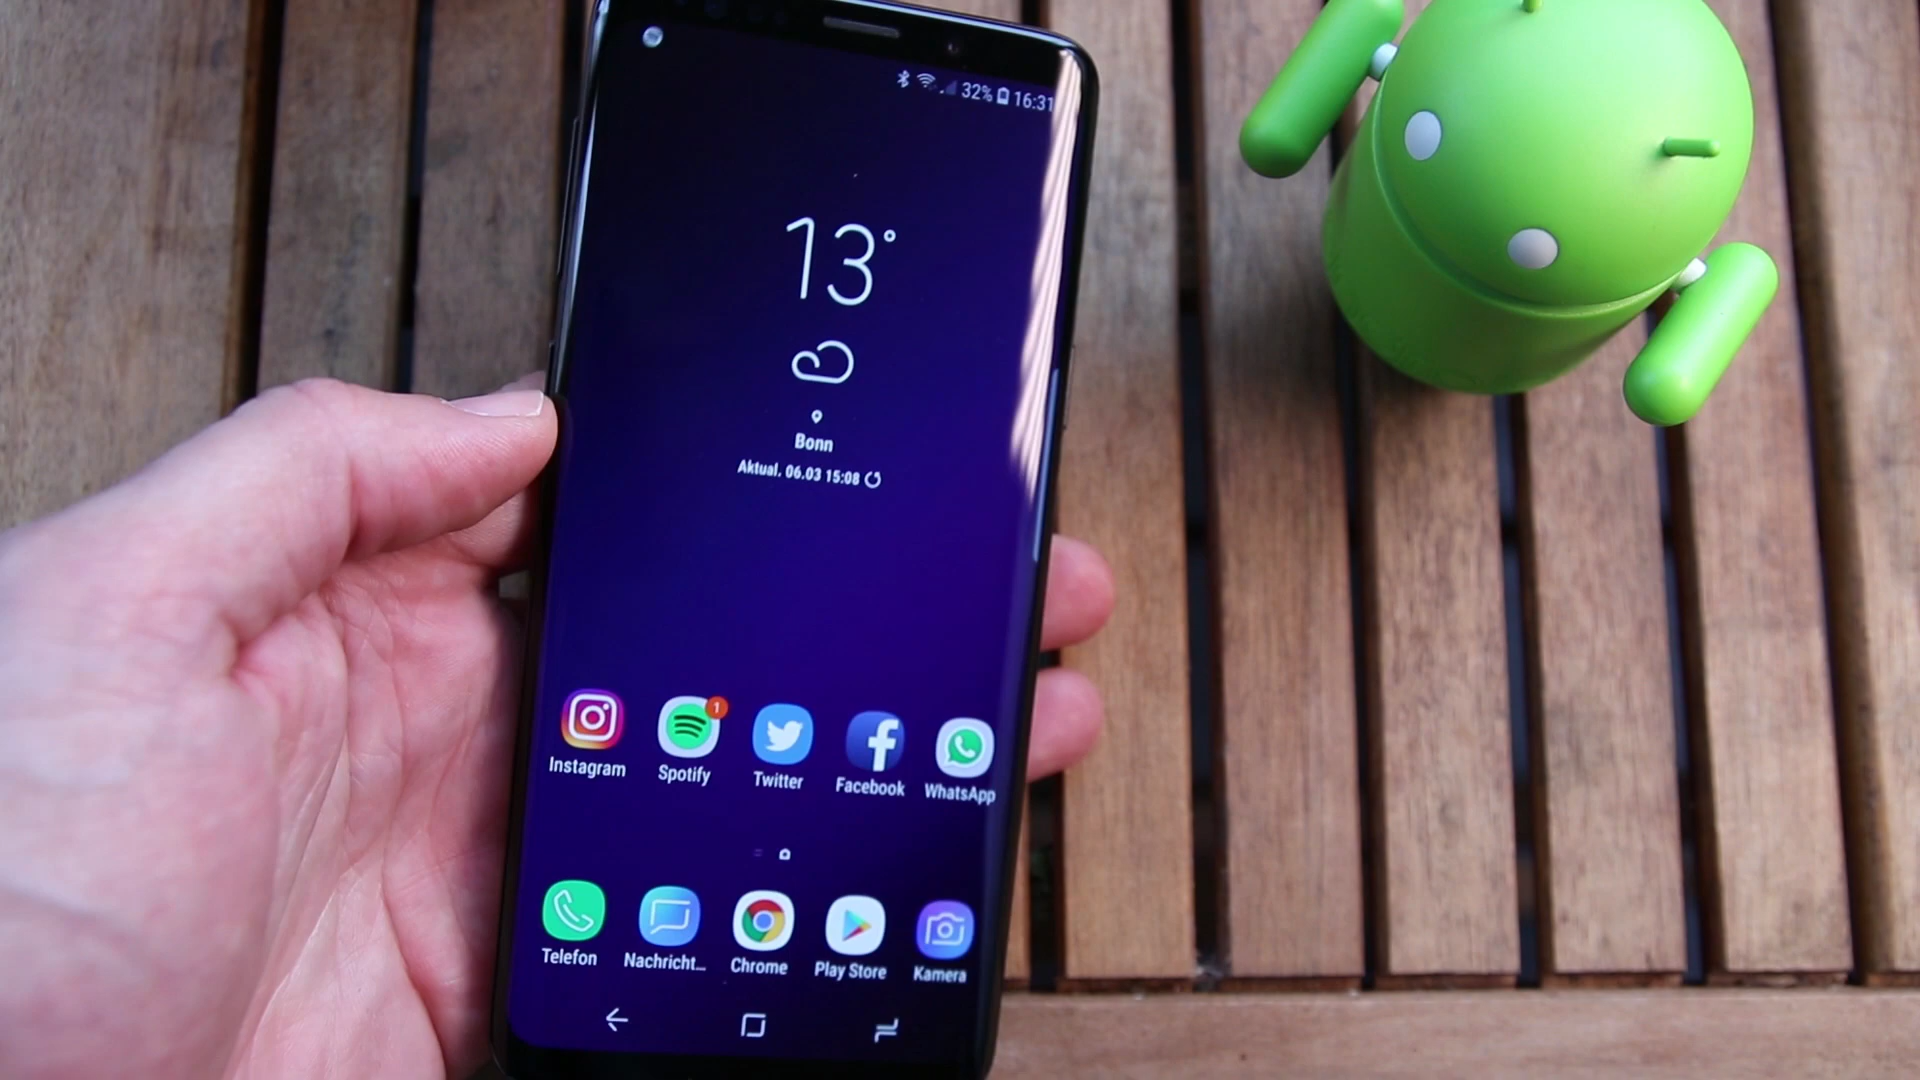 32% 16:31
13°
Bonn
Aktual. 06.03 15:08
1
Instagram Spotify Twitter Facebook WhatsApp
Telefon Nachricht... Chrome Play Store Kamera